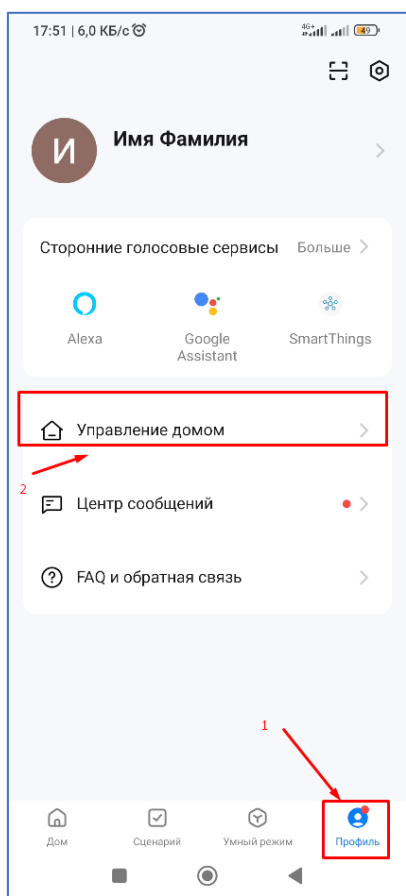 17:51 | 6,0 КБ/с
4G+
49
И
Имя Фамилия
Сторонние голосовые сервисы Больше
Alexa
Google
Assistant
SmartThings
Управление домом
2
Центр сообщений
FAQ и обратная связь
1
Дом Сценарий Умный режим Профиль